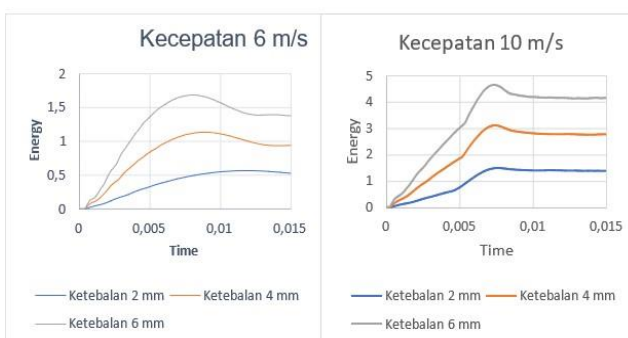 Kecepatan 6 m/s
2
1,5
1
0,5
0
Energy
0 0,005 0,01 0,015
Time
Ketebalan 2 mm Ketebalan 4 mm
Ketebalan 6 mm
Kecepatan 10 m/s
5
4
3
2
1
0
Energy
0 0,005 0,01 0,015
Time
Ketebalan 2 mm Ketebalan 4 mm
Ketebalan 6 mm